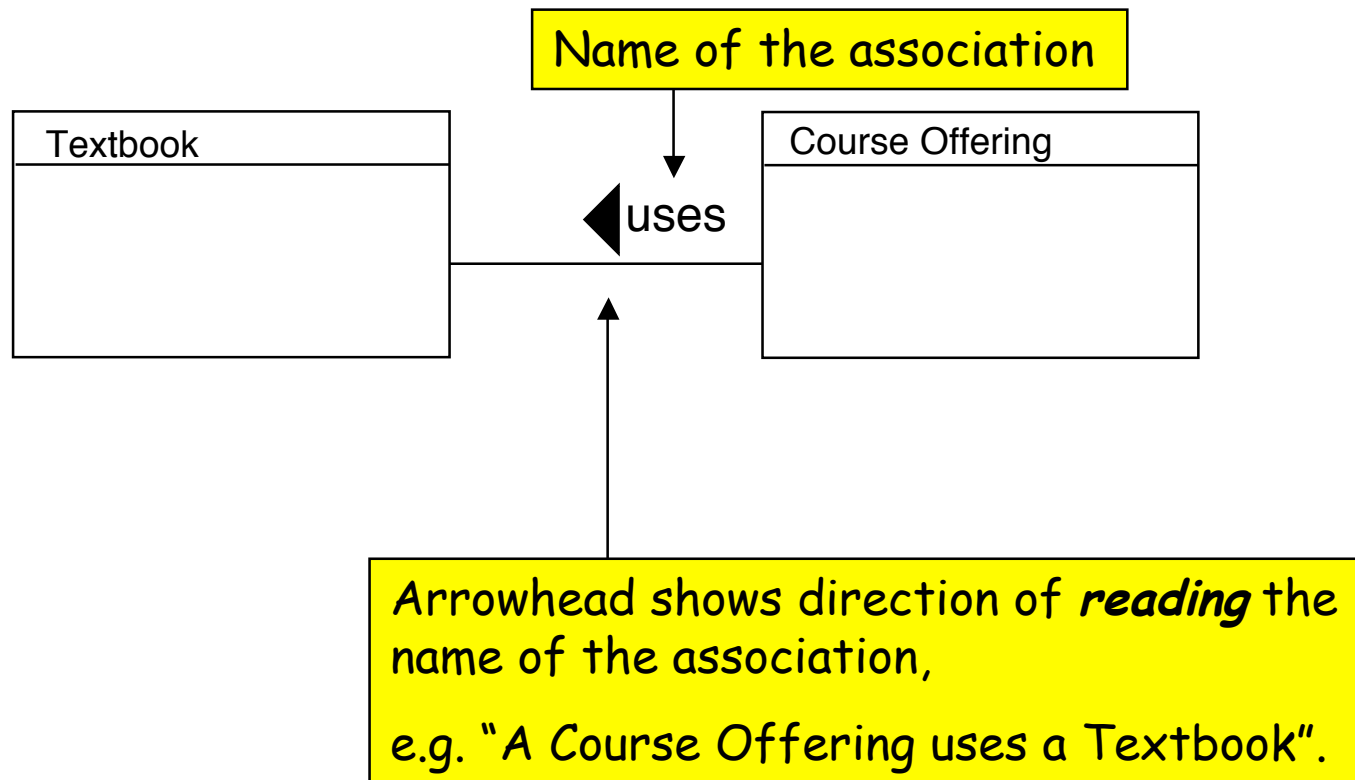 Name of the association
Textbook
Course Offering
uses
Arrowhead shows direction of reading the
name of the association,
e.g. “A Course Offering uses a Textbook”.